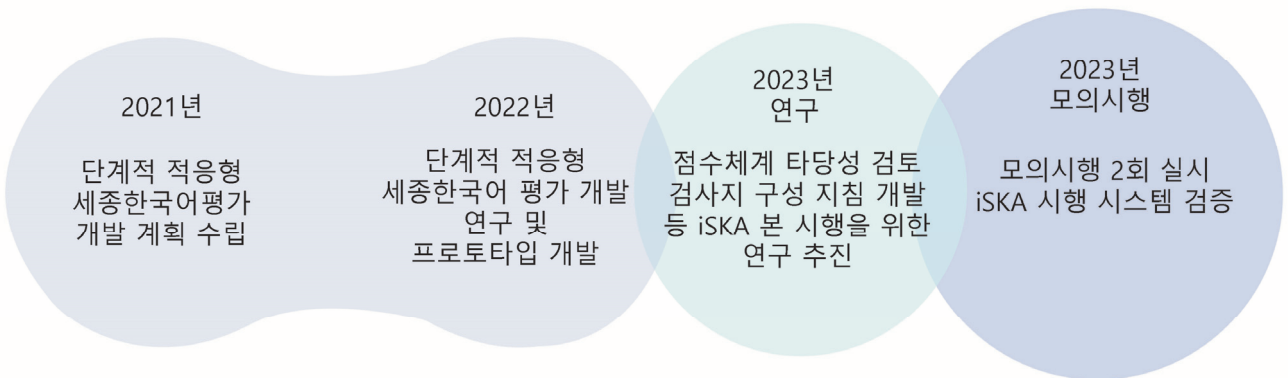 2021년
단계적 적응형
세종한국어평가
개발 계획 수립
2022년
단계적 적응형
세종한국어 평가 개발
연구 및
프로토타입 개발
2023년
연구
점수체계 타당성 검토
검사지 구성 지침 개발
등 iSKA 본 시행을 위한
연구 추진
2023년
모의시행
모의시행 2회 실시
iSKA 시행 시스템 검증